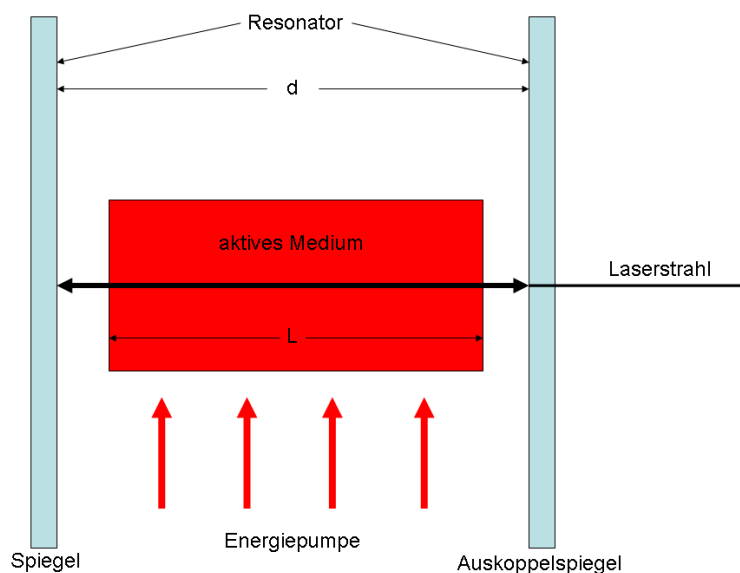 Resonator
d
aktives Medium
Laserstrahl
L
Energiepumpe
Spiegel
Auskoppelspiegel